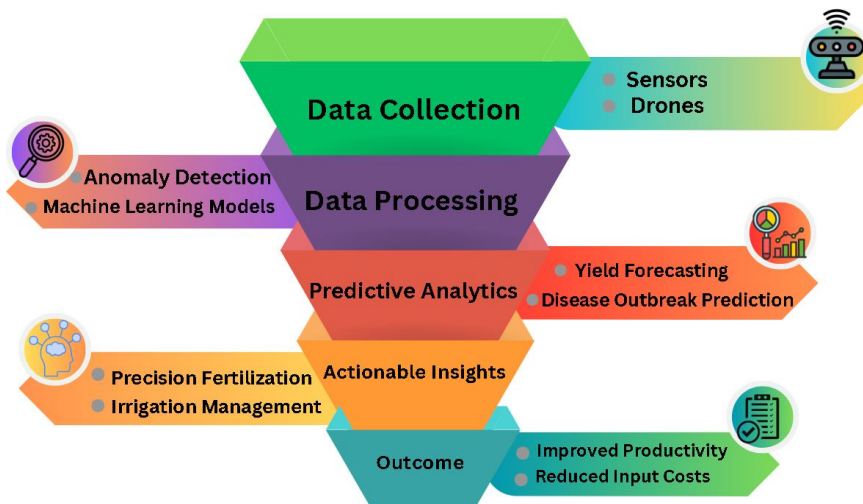 Data Collection
Sensors
Drones
Anomaly Detection
Machine Learning Models
Data Processing
Predictive Analytics
Yield Forecasting
Disease Outbreak Prediction
Precision Fertilization
Irrigation Management
Actionable Insights
Outcome
Improved Productivity
Reduced Input Costs